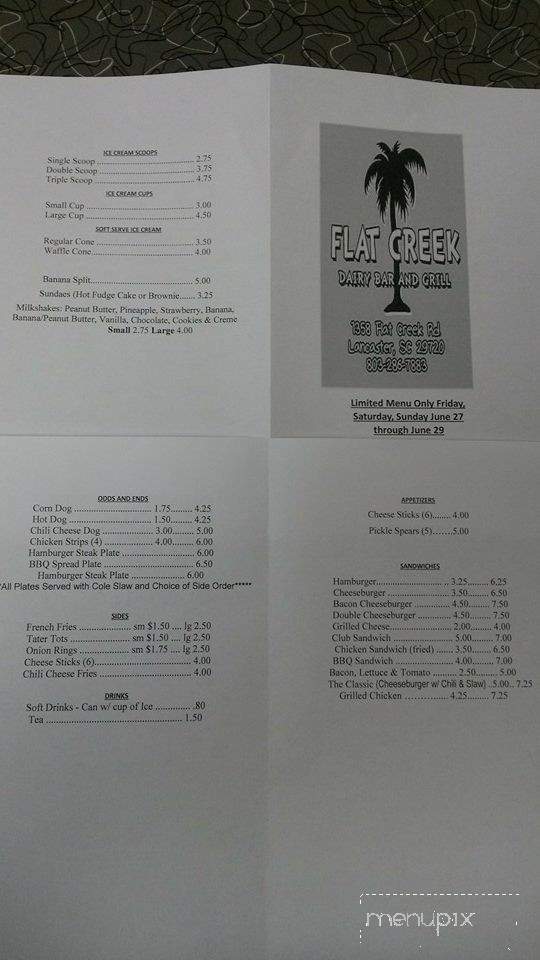 ICE CREAM SCOOPS
Single Scoop ........................................ 2.75
Double Scoop ....................................... 3.75
Triple Scoop ......................................... 4.75
ICE CREAM CUPS
Small Cup ............................................. 3.00
Large Cup ............................................. 4.50
SOFT SERVE ICE CREAM
Regular Cone ........................................ 3.50
Waffle Cone.......................................... 4.00
Banana Split.......................................... 5.00
Sundaes (Hot Fudge Cake or Brownie....... 3.25
Milkshakes: Peanut Butter, Pineapple, Strawberry, Banana,
Banana/Peanut Butter, Vanilla, Chocolate, Cookies & Creme
Small 2.75 Large 4.00
FLAT CREEK
DAIRY BAR AND GRILL
1358 Flat Creek Rd
Lancaster, SC 29720
803-286-7883
Limited Menu Only Friday,
Saturday, Sunday June 27
through June 29
ODDS AND ENDS
Corn Dog ............................... 1.75......... 4.25
Hot Dog ................................. 1.50......... 4.25
Chili Cheese Dog ..................... 3.00......... 5.00
Chicken Strips (4) .................... 4.00......... 6.00
Hamburger Steak Plate .............................. 6.00
BBQ Spread Plate .................................... 6.50
Hamburger Steak Plate ........................... 6.00
*All Plates Served with Cole Slaw and Choice of Side Order*****
SIDES
French Fries ..................... sm $1.50 .... lg 2.50
Tater Tots ........................ sm $1.50 .... lg 2.50
Onion Rings ..................... sm $1.75 .... lg 2.50
Cheese Sticks (6)....................................... 4.00
Chili Cheese Fries ..................................... 4.00
DRINKS
Soft Drinks - Can w/ cup of Ice .............. .80
Tea ...................................................... 1.50
APPETIZERS
Cheese Sticks (6)....... 4.00
Pickle Spears (5).......5.00
SANDWICHES
Hamburger............................. 3.25........ 6.25
Cheeseburger ......................... 3.50........ 6.50
Bacon Cheeseburger .............. 4.50........ 7.50
Double Cheeseburger ............. 4.50........ 7.50
Grilled Cheese......................... 2.00........ 4.00
Club Sandwich ........................ 5.00........ 7.00
Chicken Sandwich (fried) ...... 3.50........ 6.50
BBQ Sandwich ....................... 4.00........ 7.00
Bacon, Lettuce & Tomato ......... 2.50........ 5.00
The Classic (Cheeseburger w/ Chili & Slaw) ..5.00.. 7.25
Grilled Chicken ................ 4.25........ 7.25
menupix